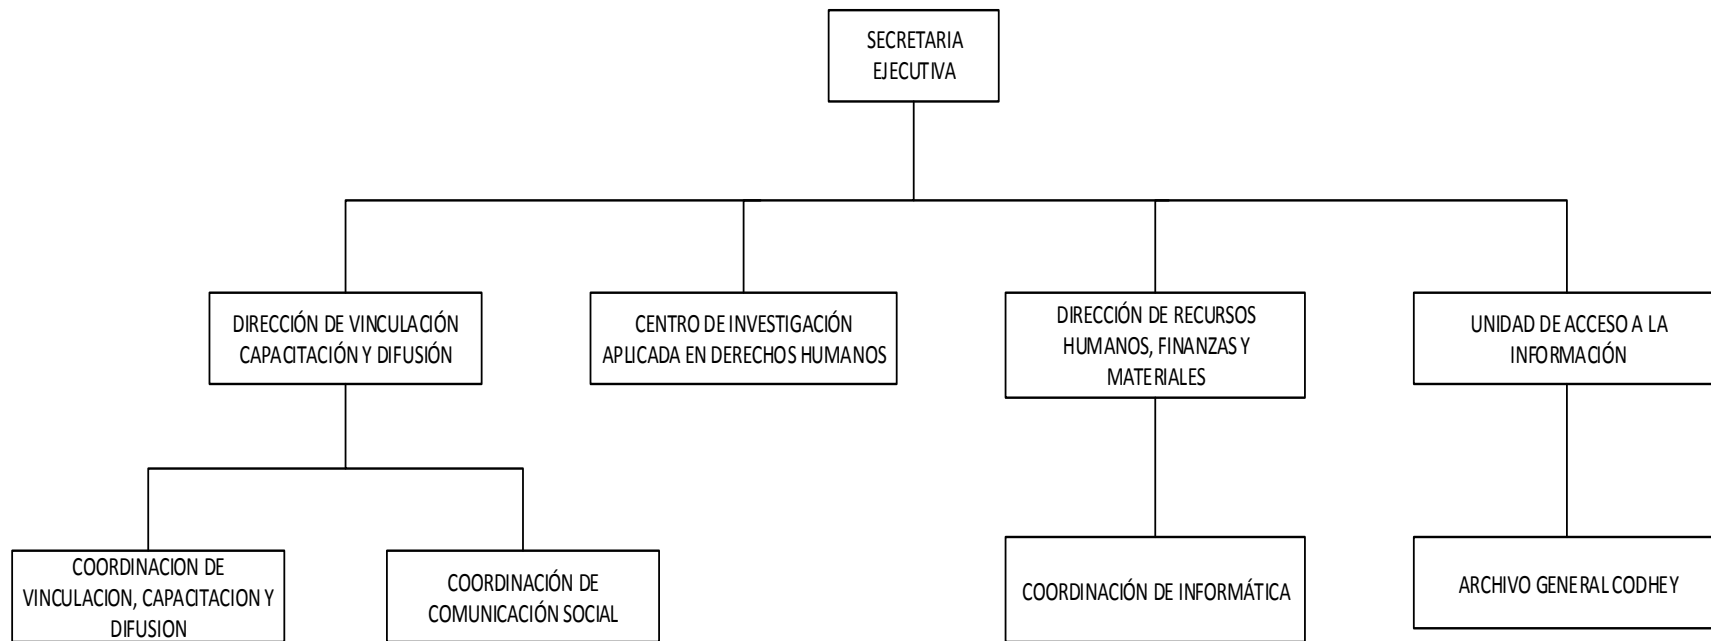 SECRETARIA
EJECUTIVA
DIRECCIÓN DE VINCULACIÓN
CAPACITACIÓN Y DIFUSIÓN
CENTRO DE INVESTIGACIÓN
APLICADA EN DERECHOS HUMANOS
DIRECCIÓN DE RECURSOS
HUMANOS, FINANZAS Y
MATERIALES
UNIDAD DE ACCESO A LA
INFORMACIÓN
COORDINACION DE
VINCULACION, CAPACITACION Y
DIFUSION
COORDINACIÓN DE
COMUNICACIÓN SOCIAL
COORDINACIÓN DE INFORMÁTICA
ARCHIVO GENERAL CODHEY